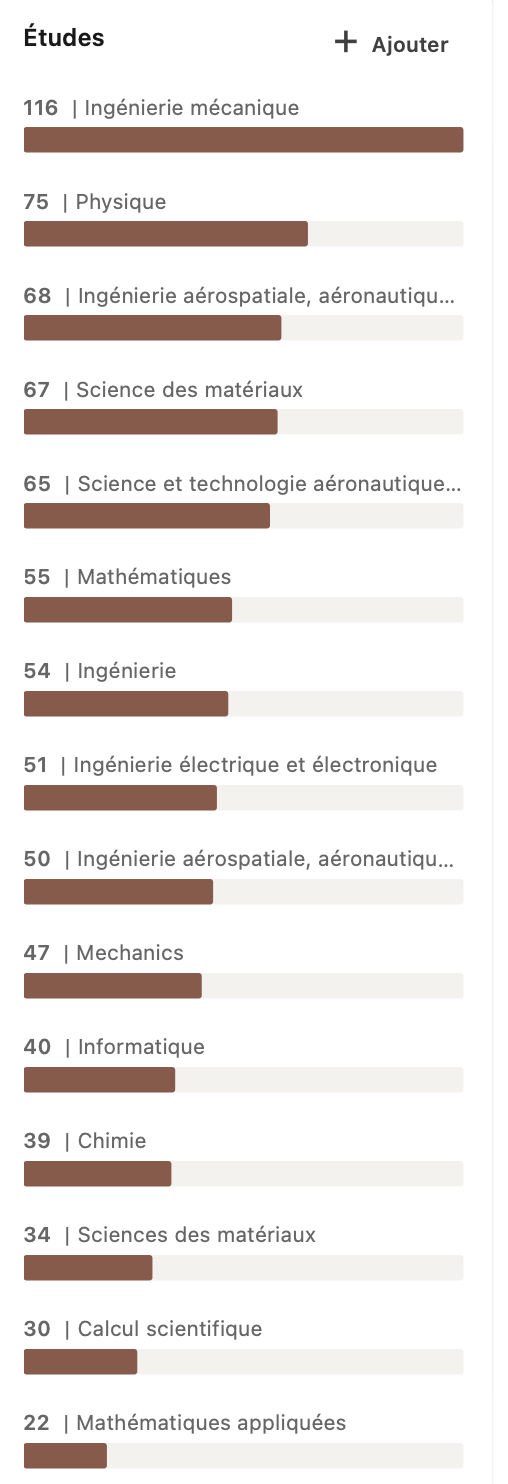 Études
+ Ajouter
116 | Ingénierie mécanique
75 | Physique
68 | Ingénierie aérospatiale, aéronautiqu...
67 | Science des matériaux
65 | Science et technologie aéronautique...
55 | Mathématiques
54 | Ingénierie
51 | Ingénierie électrique et électronique
50 | Ingénierie aérospatiale, aéronautiqu...
47 | Mechanics
40 | Informatique
39 | Chimie
34 | Sciences des matériaux
30 | Calcul scientifique
22 | Mathématiques appliquées